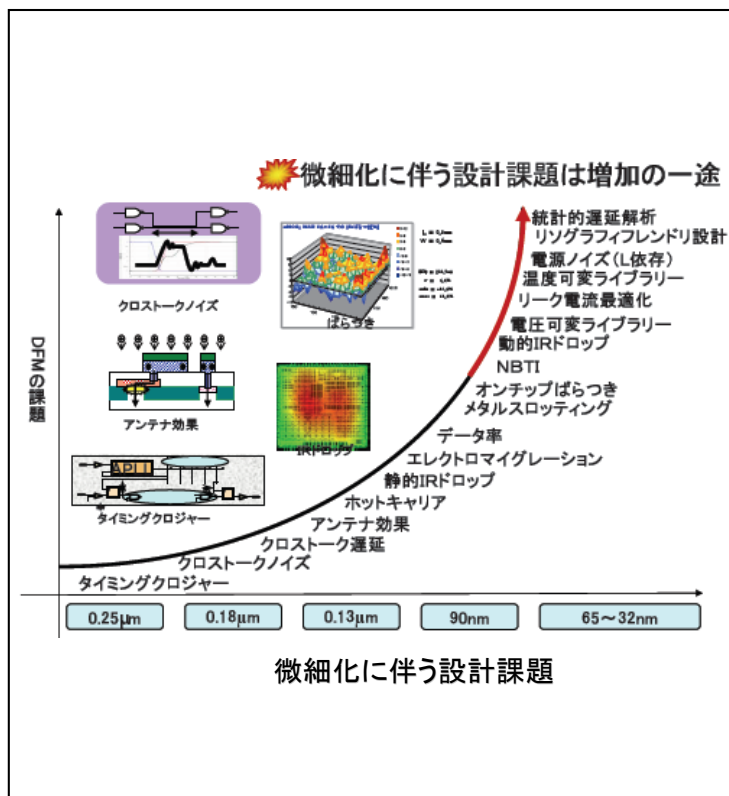 微細化に伴う設計課題は増加の一途
DFMの課題
クロストークノイズ
ばらつき
アンテナ効果
IRドロップ
APLL
タイミングクロジャー
統計的遅延解析
リソグラフィフレンドリ設計
電源ノイズ(L依存)
温度可変ライブラリー
リーク電流最適化
電圧可変ライブラリー
動的IRドロップ
NBTI
オンチップばらつき
メタルスロッティング
データ率
エレクトロマイグレーション
静的IRドロップ
ホットキャリア
アンテナ効果
クロストーク遅延
クロストークノイズ
タイミングクロジャー
0.25μm
0.18μm
0.13μm
90nm
65～32nm
微細化に伴う設計課題